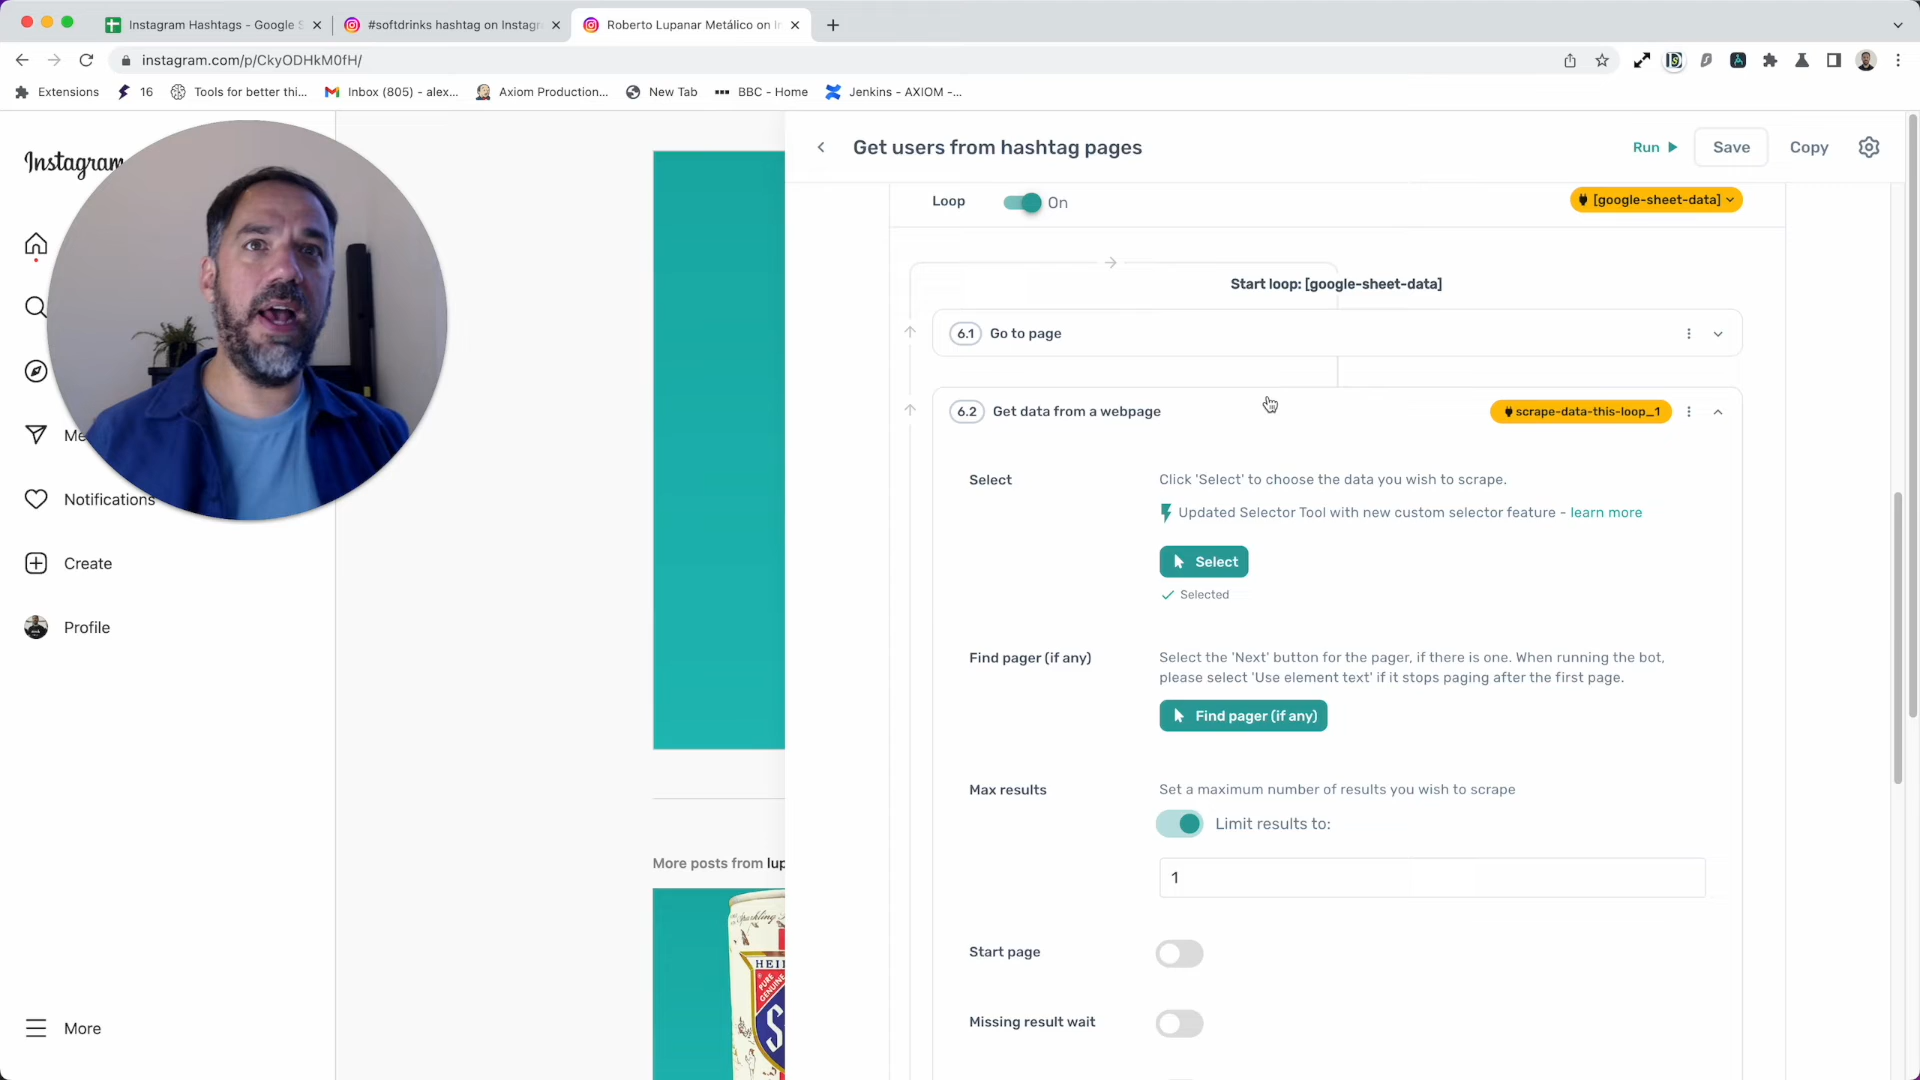 Instagram Hashtags - Google S
#softdrinks hashtag on Instagr
Roberto Lupanar Metálico on In
instagram.com/p/CkyODHkM0fH/
Extensions
16
Tools for better thi...
Inbox (805) - alex...
Axiom Production...
New Tab
BBC - Home
Jenkins - AXIOM -...
Instagram
Me
Notifications
Create
Profile
More
More posts from lup
HEI
PURE
GENUINE
Get users from hashtag pages
Run
Save
Copy
Loop
On
[google-sheet-data]
Start loop: [google-sheet-data]
6.1 Go to page
6.2 Get data from a webpage
scrape-data-this-loop_1
Select
Click 'Select' to choose the data you wish to scrape.
Updated Selector Tool with new custom selector feature - learn more
Select
Selected
Find pager (if any)
Select the 'Next' button for the pager, if there is one. When running the bot,
please select 'Use element text' if it stops paging after the first page.
Find pager (if any)
Max results
Set a maximum number of results you wish to scrape
Limit results to:
1
Start page
Missing result wait